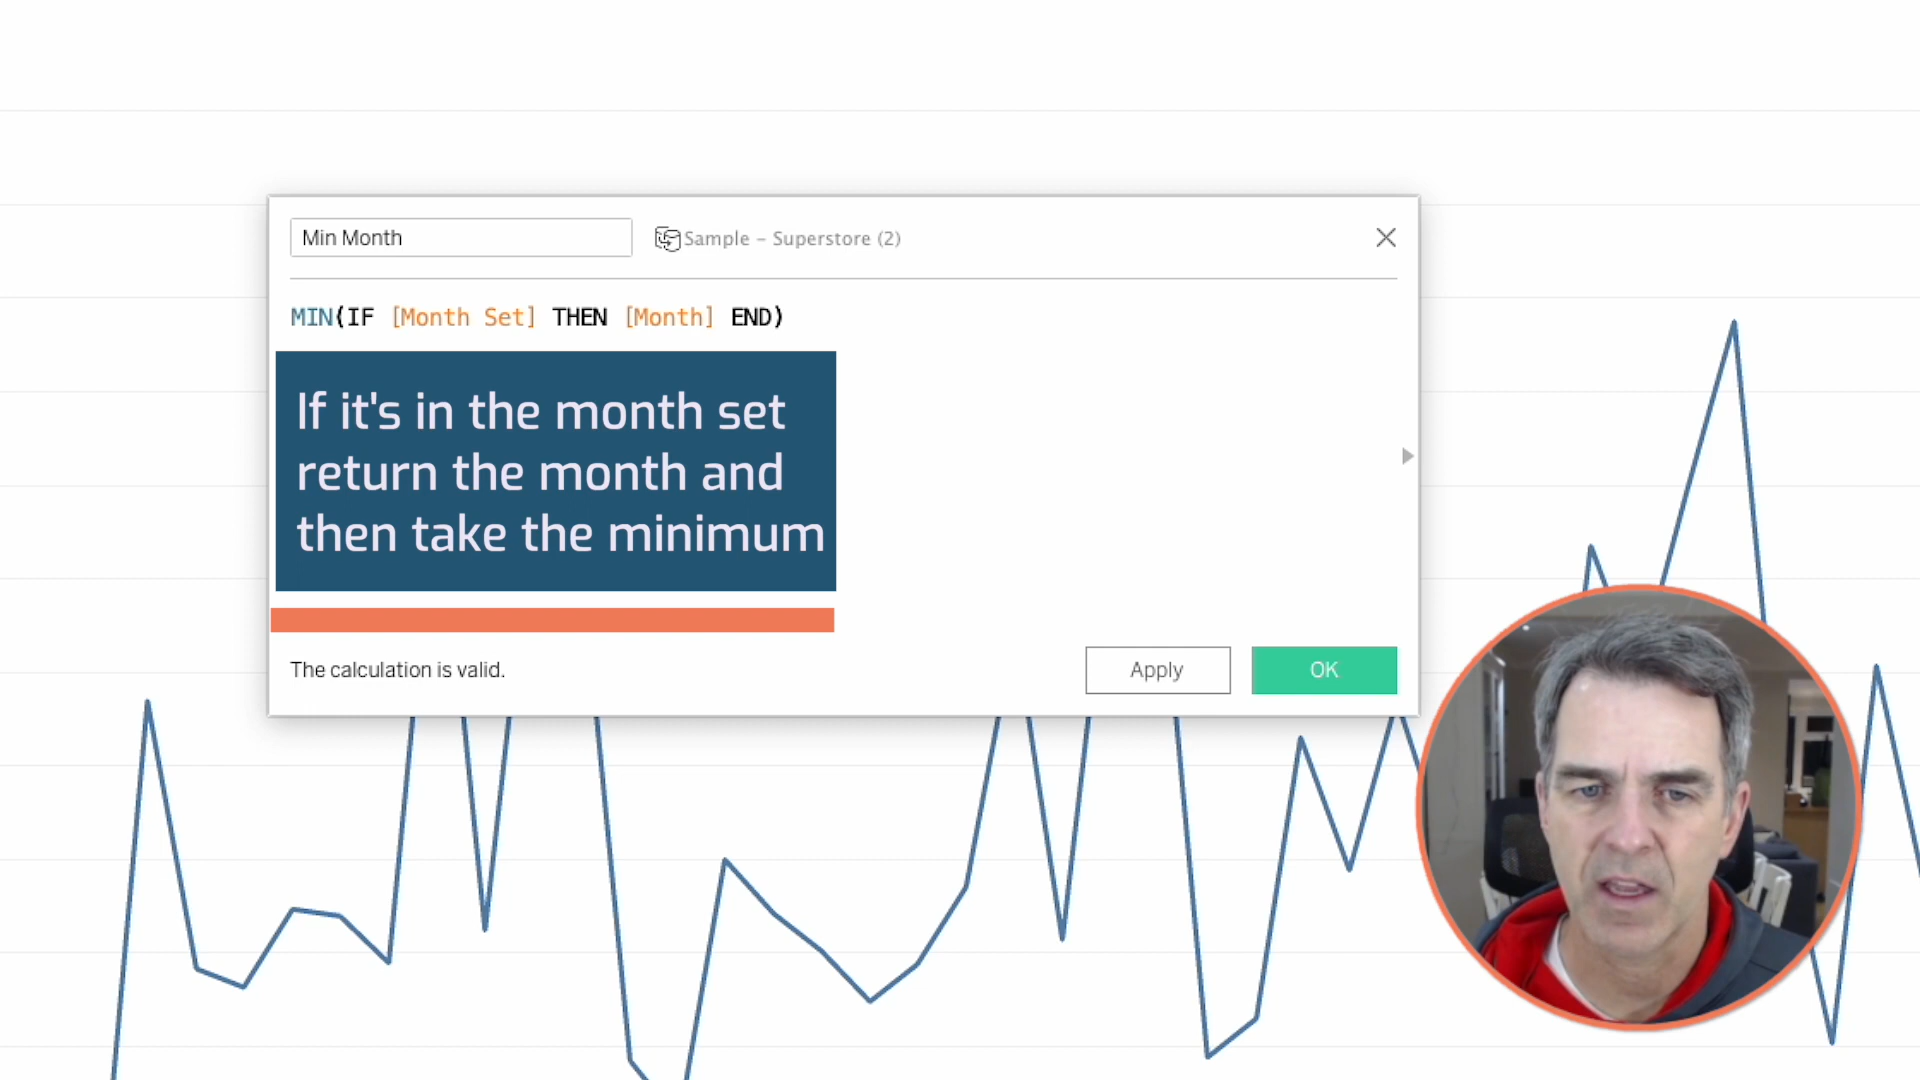 Min Month
Sample – Superstore (2)
MIN(IF [Month Set] THEN [Month] END)
If it's in the month set
return the month and
then take the minimum
The calculation is valid.
Apply
OK